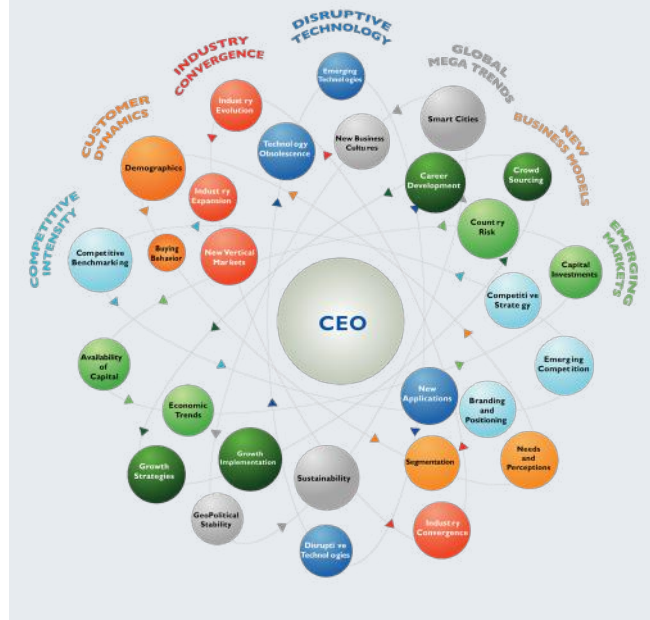 DISRUPTIVE
TECHNOLOGY
INDUSTRY
CONVERGENCE
GLOBAL
MEGA TRENDS
CUSTOMER
DYNAMICS
NEW
BUSINESS MODELS
COMPETITIVE
INTENSITY
EMERGING
MARKETS
Emerging
Technologies
Industry
Evolution
Smart Cities
Technology
Obsolescence
New Business
Cultures
Demographics
Career
Development
Crowd
Sourcing
Industry
Expansion
Country
Risk
Competitive
Benchmarking
Buying
Behavior
New Vertical
Markets
Capital
Investments
Competitive
Strategy
CEO
Availability
of
Capital
Emerging
Competition
New
Applications
Economic
Trends
Branding
and
Positioning
Growth
Strategies
Growth
Implementation
Sustainability
Segmentation
Needs
and
Perceptions
GeoPolitical
Stability
Industry
Convergence
Disruptive
Technologies